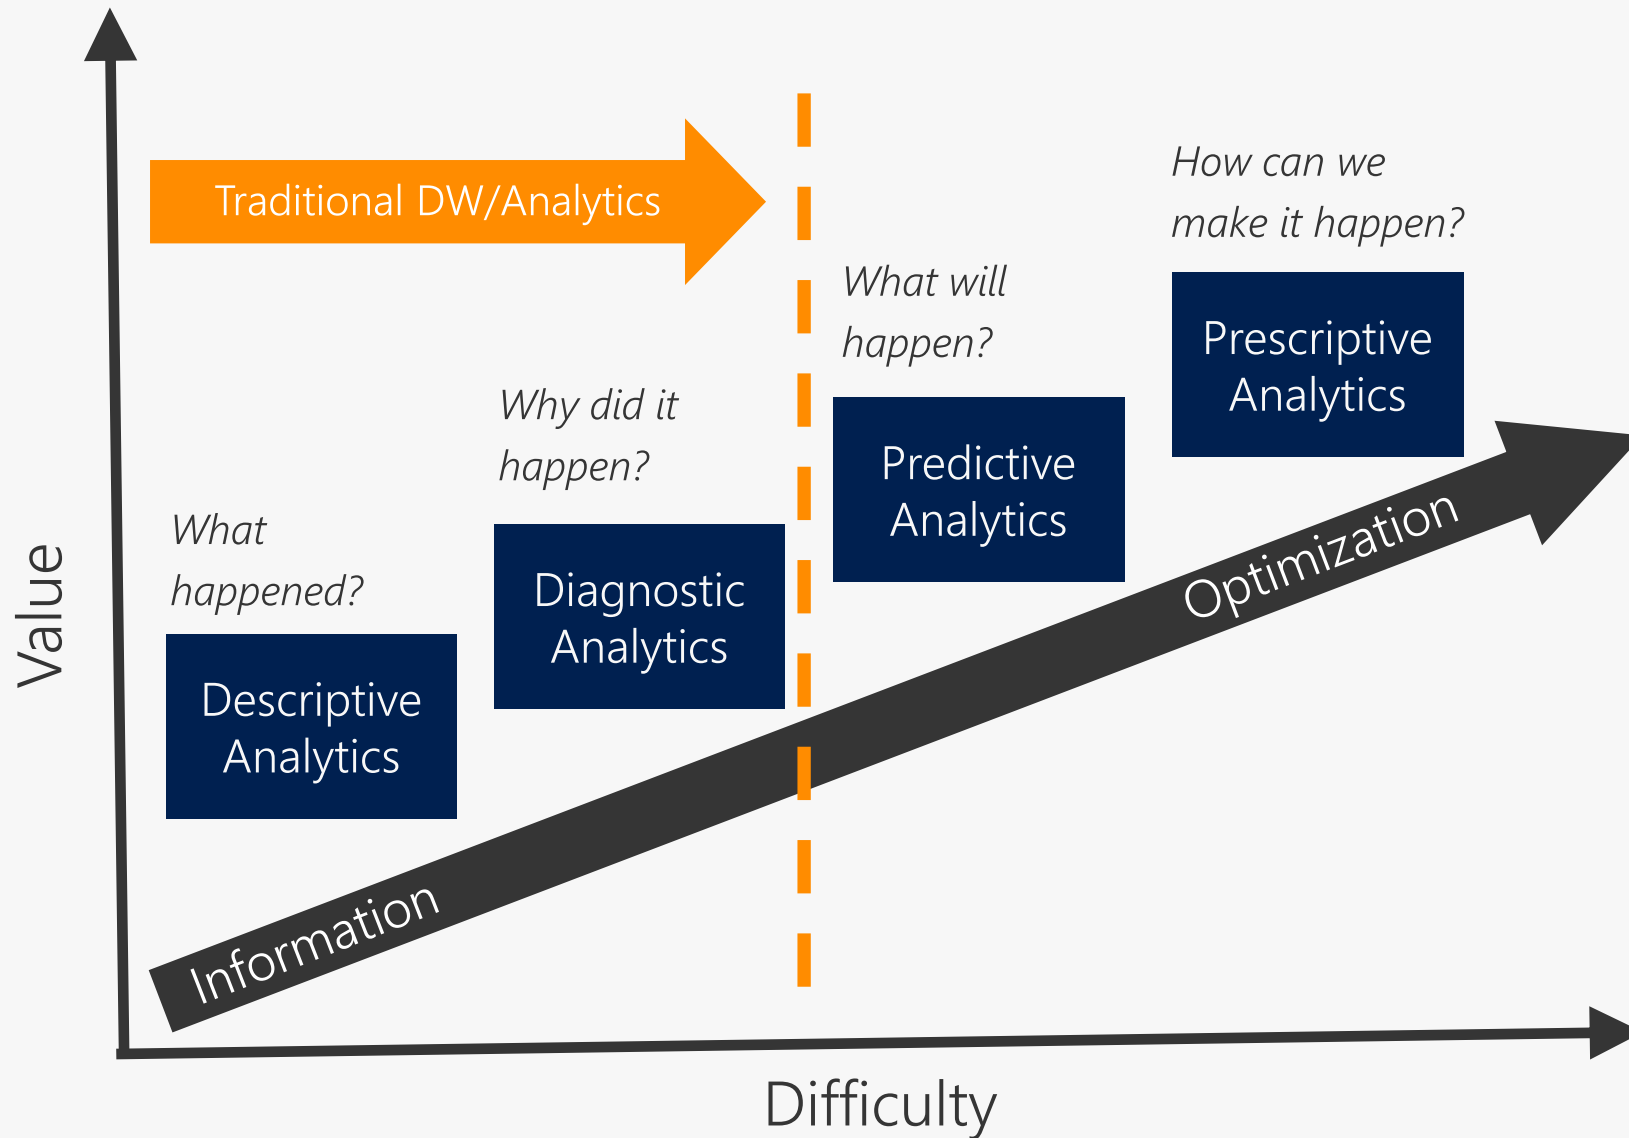 Traditional DW/Analytics
How can we
make it happen?
What will
happen?
Prescriptive
Analytics
Why did it
happen?
Predictive
Analytics
What
happened?
Diagnostic
Analytics
Descriptive
Analytics
Value
Optimization
Information
Difficulty